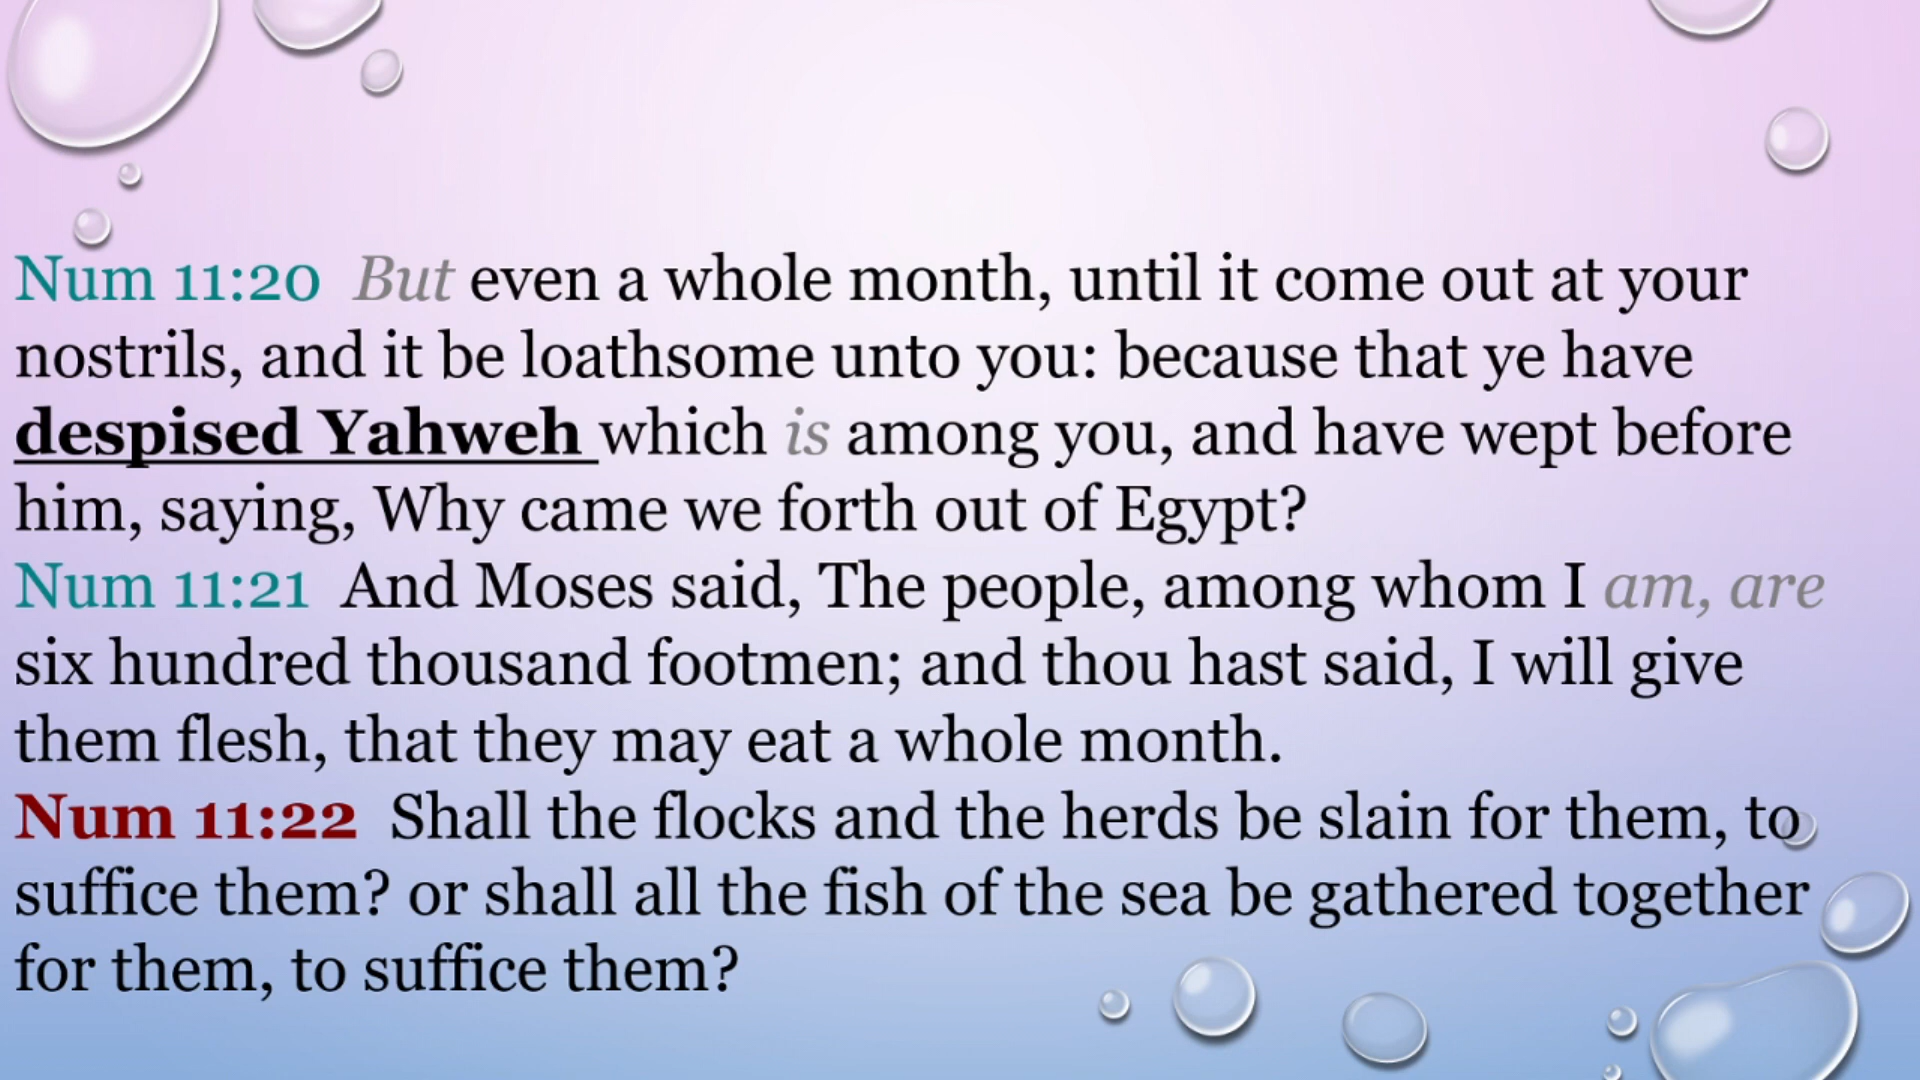 Num 11:20 But even a whole month, until it come out at your
nostrils, and it be loathsome unto you: because that ye have
despised Yahweh which is among you, and have wept before
him, saying, Why came we forth out of Egypt?
Num 11:21 And Moses said, The people, among whom I am, are
six hundred thousand footmen; and thou hast said, I will give
them flesh, that they may eat a whole month.
Num 11:22 Shall the flocks and the herds be slain for them, to
suffice them? or shall all the fish of the sea be gathered together
for them, to suffice them?